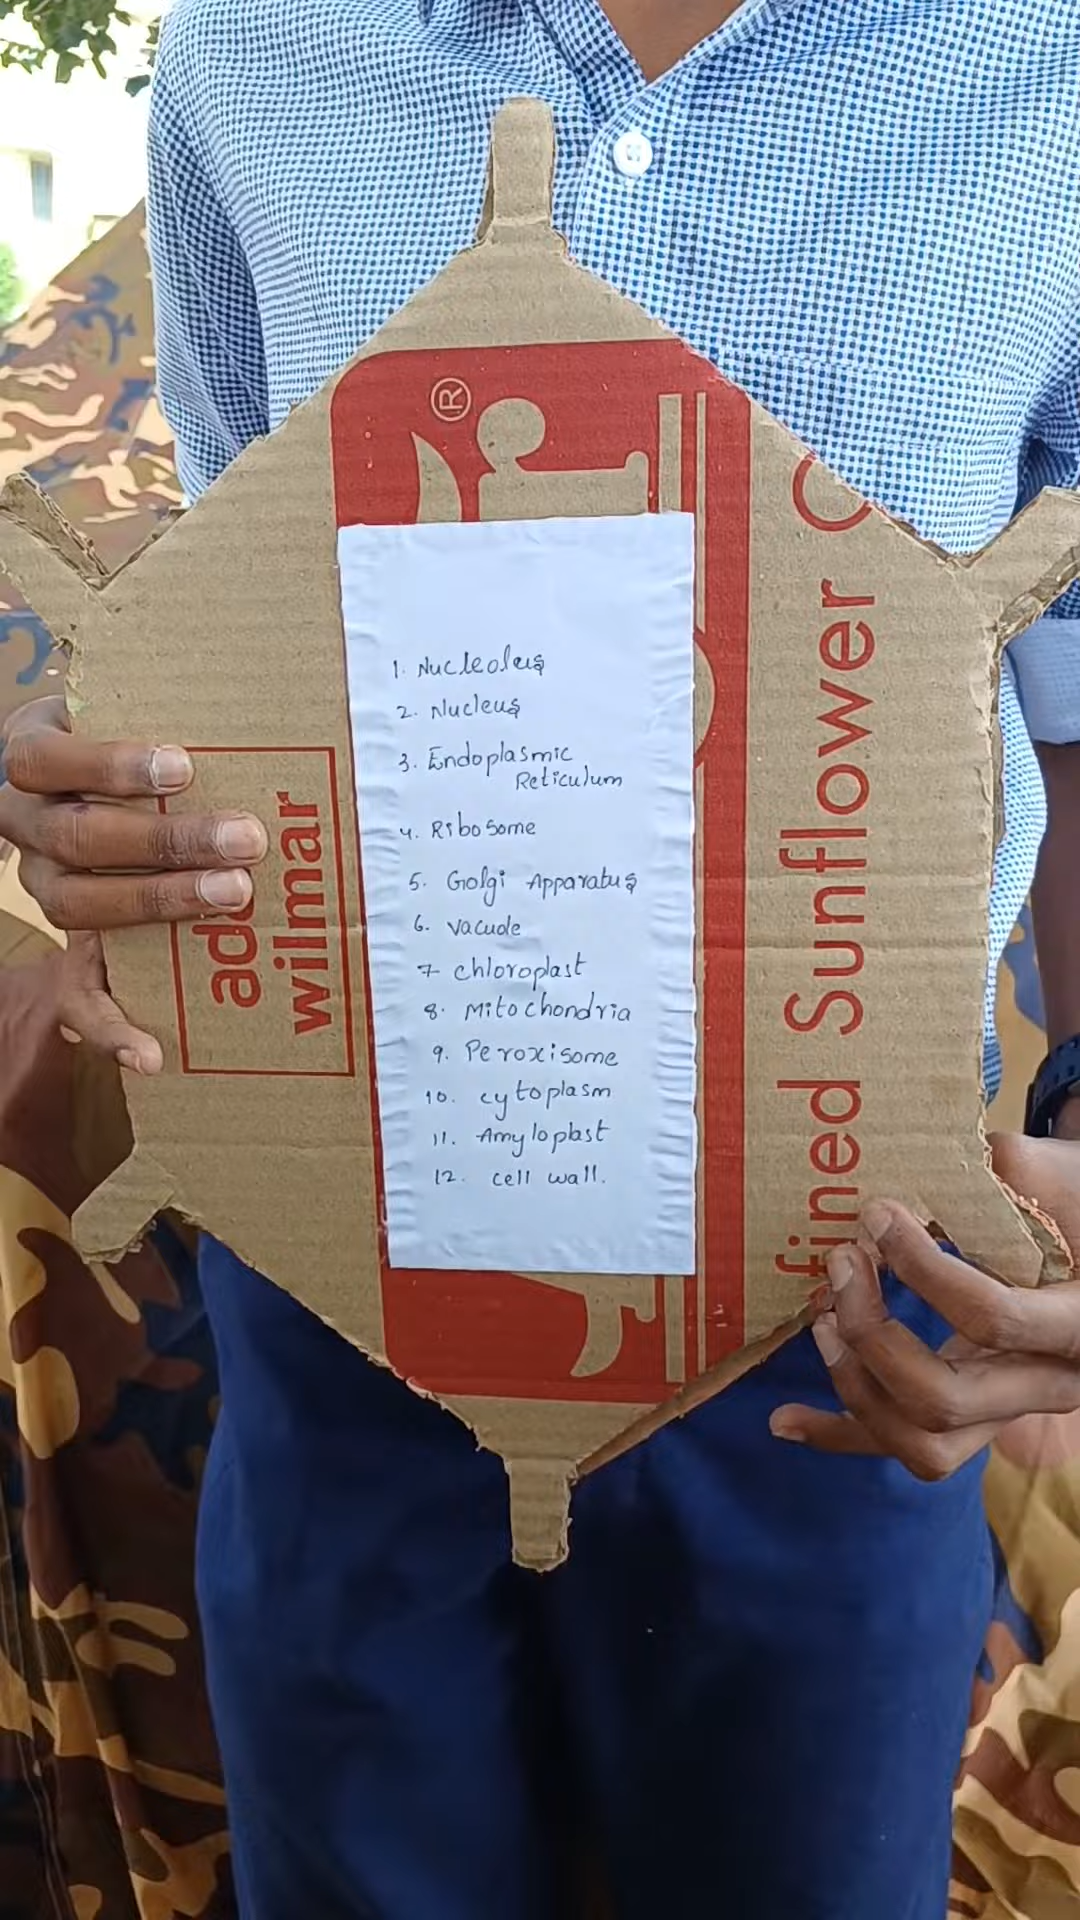 ®
1. Nucleolus
2. Nucleus
3. Endoplasmic
Reticulum
4. Ribosome
5. Golgi Apparatus
6. Vacuole
7 chloroplast
8. Mitochondria
9. Peroxisome
10. cytoplasm
11. Amyloplast
12. cell wall.
wilmar
fined Sunflower